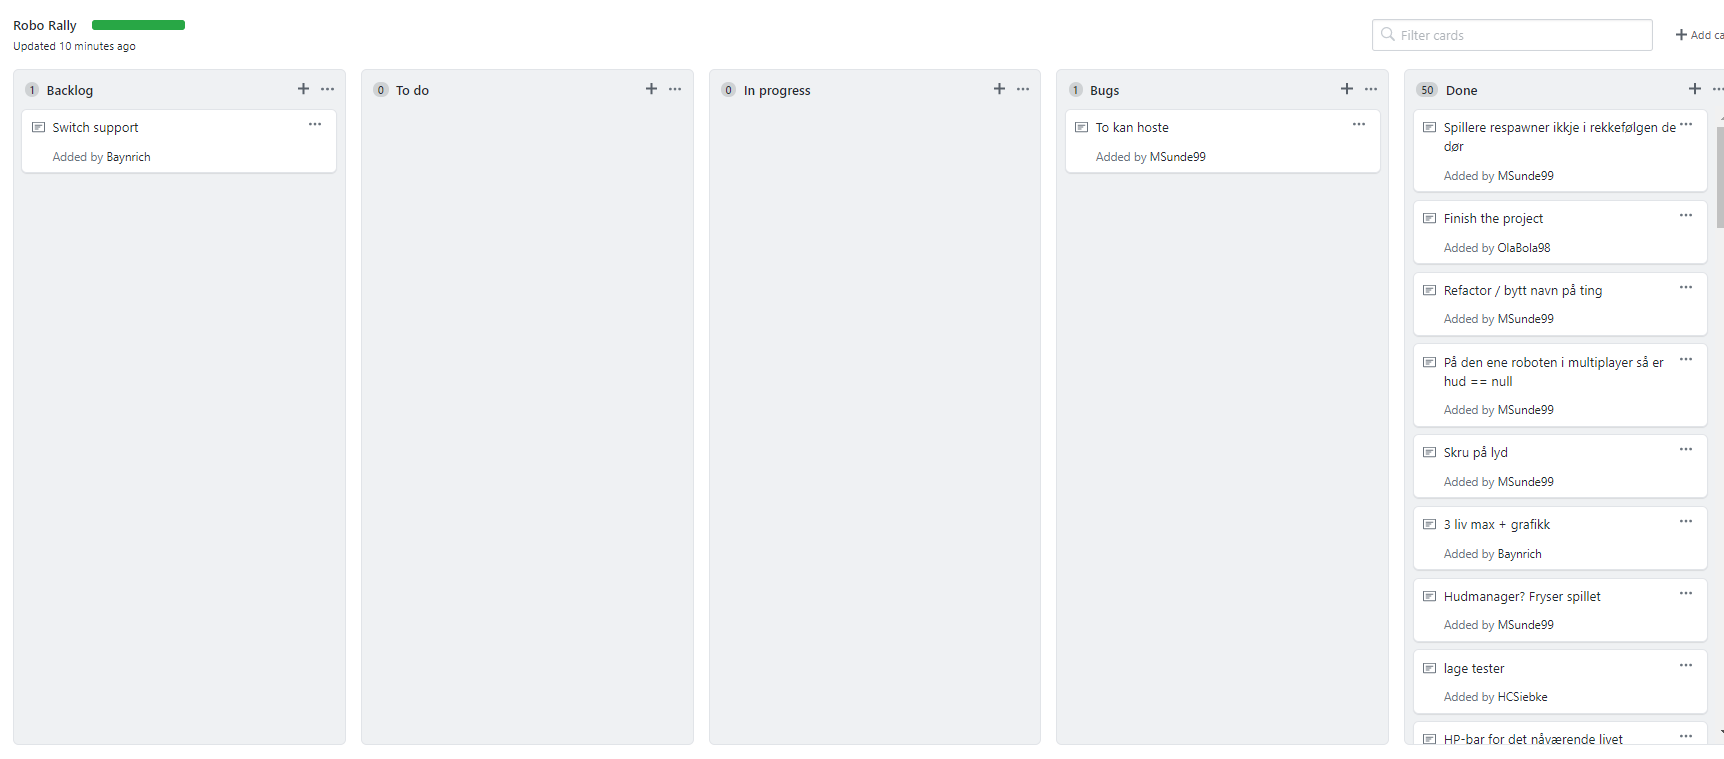 Robo Rally
Updated 10 minutes ago
Filter cards
Add ca
1 Backlog
Switch support
Added by Baynrich
0 To do
0 In progress
1 Bugs
To kan hoste
Added by MSunde99
50 Done
Spillere respawner ikkje i rekkefølgen de
dør
Added by MSunde99
Finish the project
Added by OlaBola98
Refactor / bytt navn på ting
Added by MSunde99
På den ene roboten i multiplayer så er
hud == null
Added by MSunde99
Skru på lyd
Added by MSunde99
3 liv max + grafikk
Added by Baynrich
Hudmanager? Fryser spillet
Added by MSunde99
lage tester
Added by HCSiebke
HP-bar for det nåværende livet